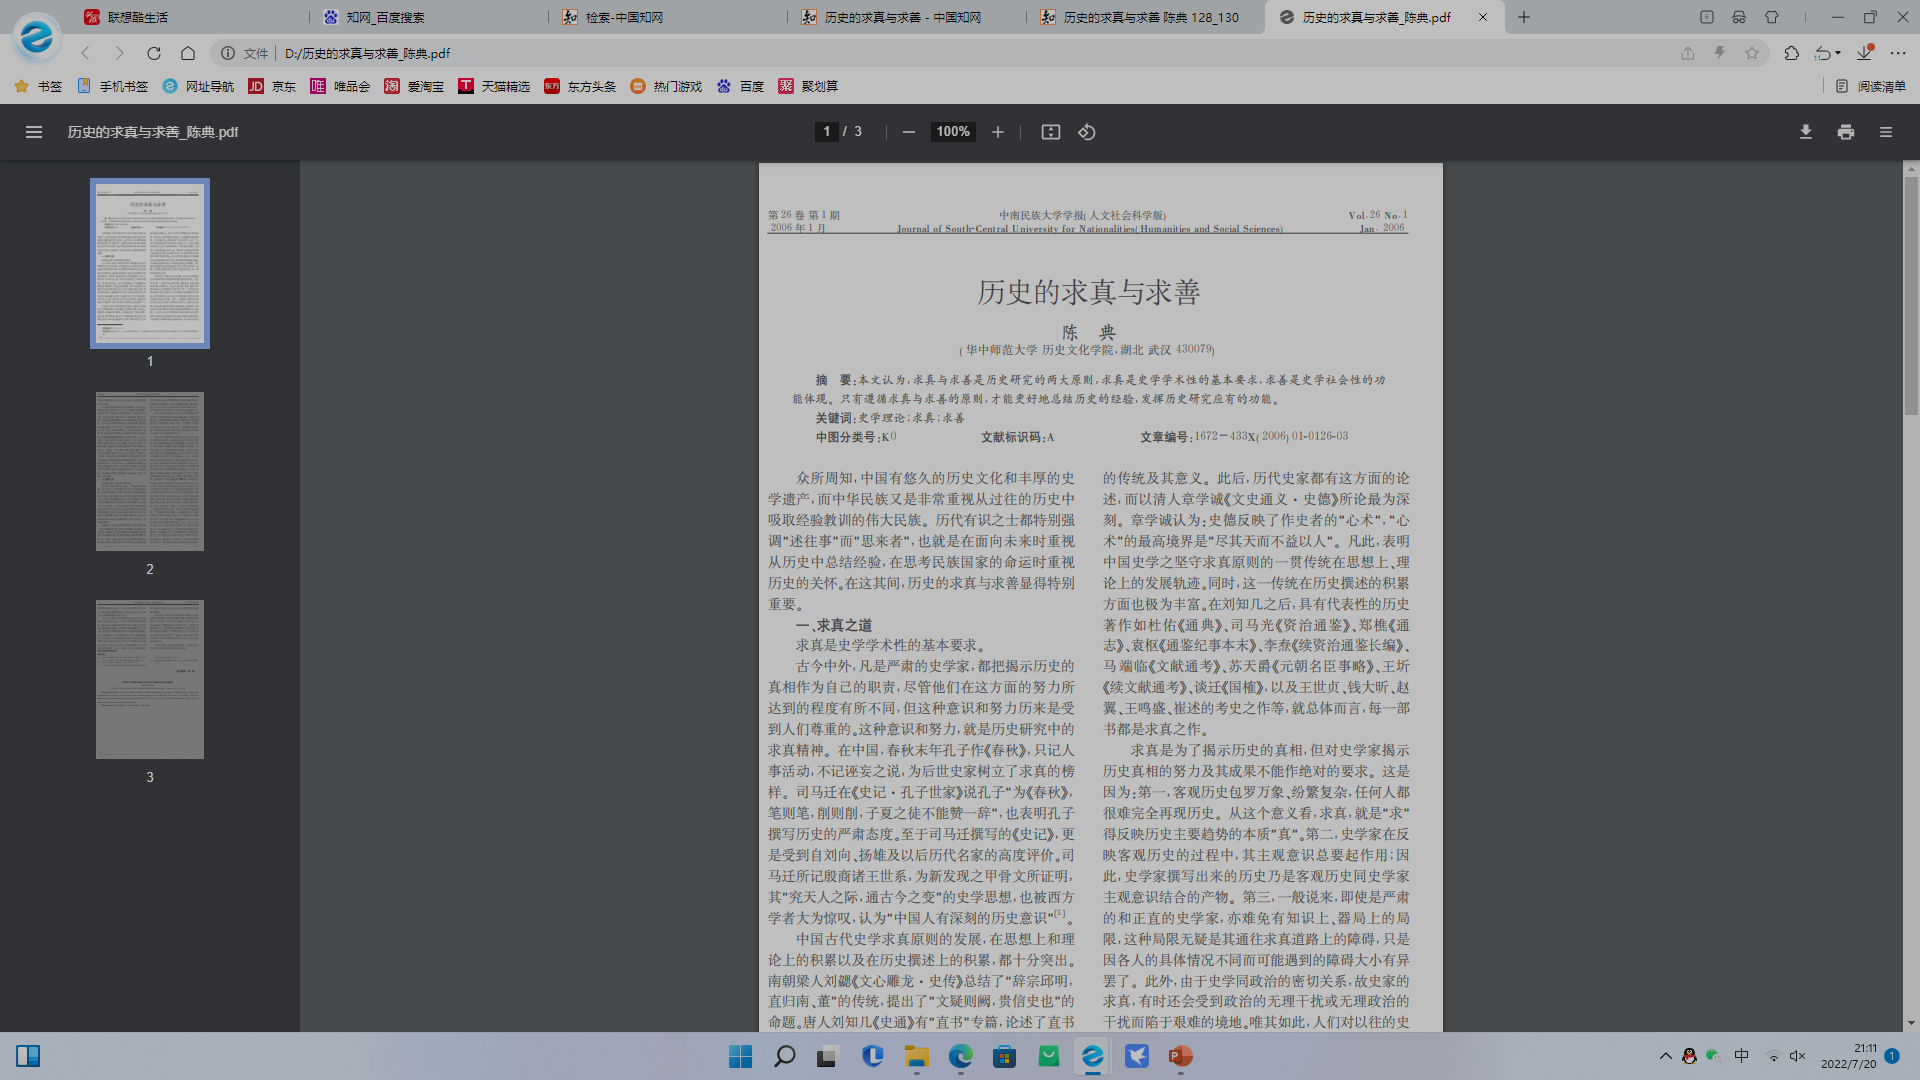 联想酷生活
知网_百度搜索
检索-中国知网
历史的求真与求善 - 中国知网
历史的求真与求善 陈典 128_130
历史的求真与求善_陈典.pdf
文件
D:/历史的求真与求善_陈典.pdf
书签
手机书签
网址导航
京东
唯品会
爱淘宝
天猫精选
东方头条
热门游戏
百度
聚划算
阅读清单
历史的求真与求善_陈典.pdf
1 / 3
100%
1
2
3
第 26 卷 第 1 期
中南民族大学学报( 人文社会科学版)
Vol. 26 No. 1
2006 年 1 月
Journal of South-Central University for Nationalities( Humanities and Social Sciences)
Jan. 2006
历史的求真与求善
陈 典
( 华中师范大学 历史文化学院,湖北 武汉 430079)
摘 要:本文认为,求真与求善是历史研究的两大原则,求真是史学学术性的基本要求,求善是史学社会性的功
能体现。只有遵循求真与求善的原则,才能更好地总结历史的经验,发挥历史研究应有的功能。
关键词:史学理论;求真;求善
中图分类号:K0 文献标识码:A 文章编号:1672-433X( 2006) 01-0126-03
众所周知,中国有悠久的历史文化和丰厚的史
学遗产,而中华民族又是非常重视从过往的历史中
吸取经验教训的伟大民族。历代有识之士都特别强
调“述往事”而“思来者”,也就是在面向未来时重视
从历史中总结经验,在思考民族国家的命运时重视
历史的关怀。在这其间,历史的求真与求善显得特别
重要。
一、求真之道
求真是史学学术性的基本要求。
古今中外,凡是严肃的史学家,都把揭示历史的
真相作为自己的职责,尽管他们在这方面的努力所
达到的程度有所不同,但这种意识和努力历来是受
到人们尊重的。这种意识和努力,就是历史研究中的
求真精神。在中国,春秋末年孔子作《春秋》,只记人
事活动,不记诬妄之说,为后世史家树立了求真的榜
样。司马迁在《史记·孔子世家》说孔子“为《春秋》,
笔则笔,削则削,子夏之徒不能赞一辞”,也表明孔子
撰写历史的严肃态度。至于司马迁撰写的《史记》,更
是受到自刘向、扬雄及以后历代名家的高度评价。司
马迁所记殷商诸王世系,为新发现之甲骨文所证明,
其“究天人之际,通古今之变”的史学思想,也被西方
学者大为惊叹,认为“中国人有深刻的历史意识”[1]。
中国古代史学求真原则的发展,在思想上和理
论上的积累以及在历史撰述上的积累,都十分突出。
南朝梁人刘勰《文心雕龙·史传》总结了“辞宗邱明,
直归南、董”的传统,提出了“文疑则阙,贵信史也”的
命题。唐人刘知几《史通》有“直书”专篇,论述了直书
的传统及其意义。此后,历代史家都有这方面的论
述,而以清人章学诚《文史通义·史德》所论最为深
刻。章学诚认为:史德反映了作史者的“心术”,“心
术”的最高境界是“尽其天而不益以人”。凡此,表明
中国史学之坚守求真原则的一贯传统在思想上、理
论上的发展轨迹。同时,这一传统在历史撰述的积累
方面也极为丰富。在刘知几之后,具有代表性的历史
著作如杜佑《通典》、司马光《资治通鉴》、郑樵《通
志》、袁枢《通鉴纪事本末》、李焘《续资治通鉴长编》、
马端临《文献通考》、苏天爵《元朝名臣事略》、王圻
《续文献通考》、谈迁《国榷》,以及王世贞、钱大昕、赵
翼、王鸣盛、崔述的考史之作等,就总体而言,每一部
书都是求真之作。
求真是为了揭示历史的真相,但对史学家揭示
历史真相的努力及其成果不能作绝对的要求。这是
因为:第一,客观历史包罗万象、纷繁复杂,任何人都
很难完全再现历史。从这个意义看,求真,就是“求”
得反映历史主要趋势的本质“真”。第二,史学家在反
映客观历史的过程中,其主观意识总要起作用;因
此,史学家撰写出来的历史乃是客观历史同史学家
主观意识结合的产物。第三,一般说来,即使是严肃
的和正直的史学家,亦难免有知识上、器局上的局
限,这种局限无疑是其通往求真道路上的障碍,只是
因各人的具体情况不同而可能遇到的障碍大小有异
罢了。此外,由于史学同政治的密切关系,故史家的
求真,有时还会受到政治的无理干扰或无理政治的
干扰而陷于艰难的境地。唯其如此,人们对以往的史
中
21:11
2022/7/20
1